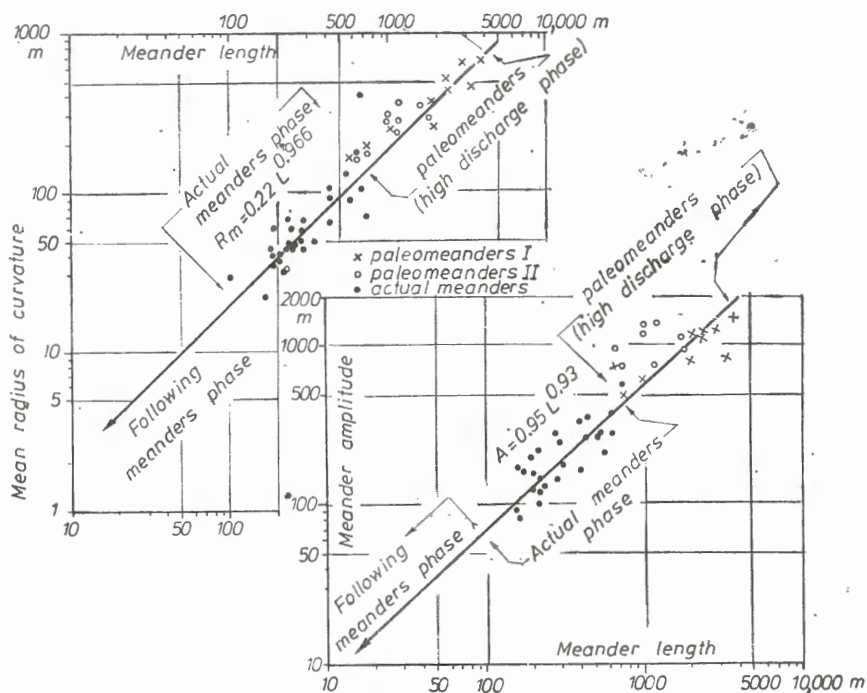 100 500 1000 5000 10,000 m
1000
m
Meander length
100
50
10
5
1
Mean radius of curvature
10 50 100
Actual
meanders phase
Rm=0.22 L 0.966
paleomeanders
(high discharge phase)
Following
meanders phase
x paleomeanders I
o paleomeanders II
• actual meanders
2000
m
1000
500
100
50
10
Meander amplitude
A=0.95 L 0.93
paleomeanders
(high discharge phase)
Actual meanders
phase
Following
meanders phase
Meander length
10 50 100 500 1000 5000 10,000 m